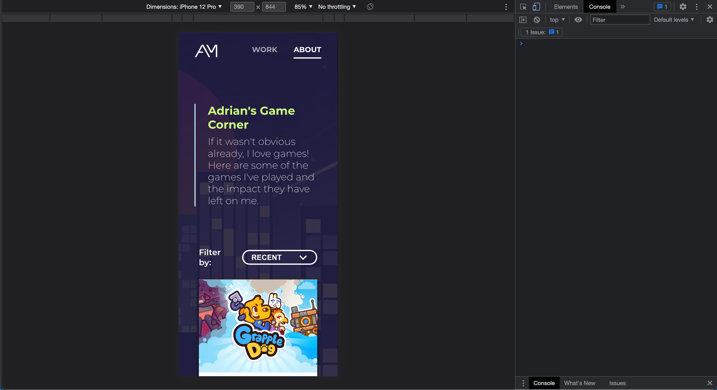 Dimensions: iPhone 12 Pro ▼ 390 × 844 85% ▼ No throttling ▼
Elements Console » 1
top ▼ Filter Default levels ▼
1 Issue: 1
AM WORK ABOUT
Adrian's Game
Corner
If it wasn't obvious
already, I love games!
Here are some of the
games I've played and
the impact they have
left on me.
Filter
by:
RECENT
Grapple
Dog
Console What's New Issues